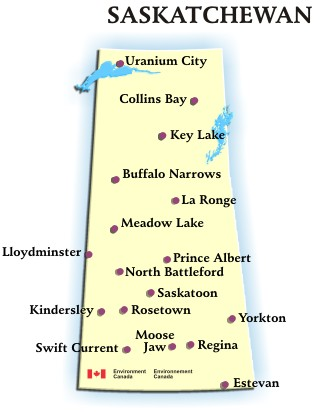 SASKATCHEWAN
Uranium City
Collins Bay
Key Lake
Buffalo Narrows
La Ronge
Meadow Lake
Lloydminster
Prince Albert
North Battleford
Saskatoon
Kindersley
Rosetown
Yorkton
Moose
Jaw
Swift Current
Regina
Environment
Canada
Environnement
Canada
Estevan